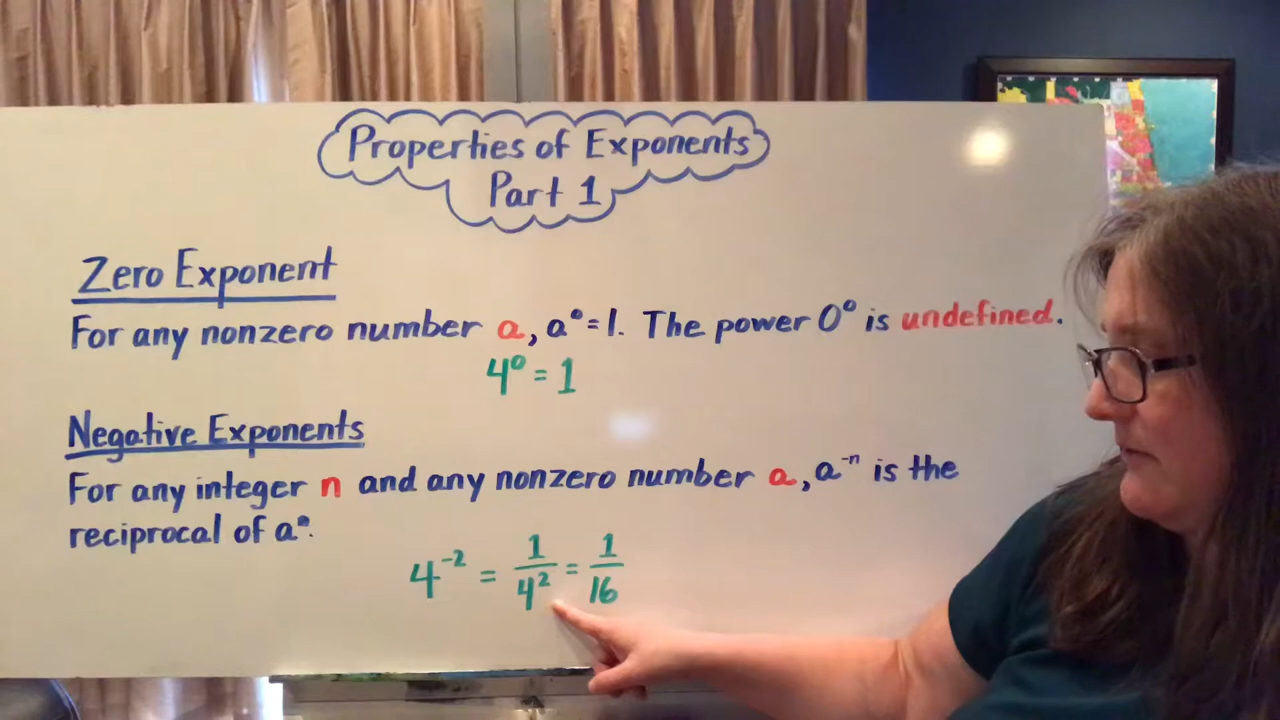 Properties of Exponents
Part 1
Zero Exponent
For any nonzero number a, a⁰ = 1. The power 0⁰ is undefined.
4⁰ = 1
Negative Exponents
For any integer n and any nonzero number a, a⁻ⁿ is the
reciprocal of aⁿ.
4⁻² = 1/4² = 1/16